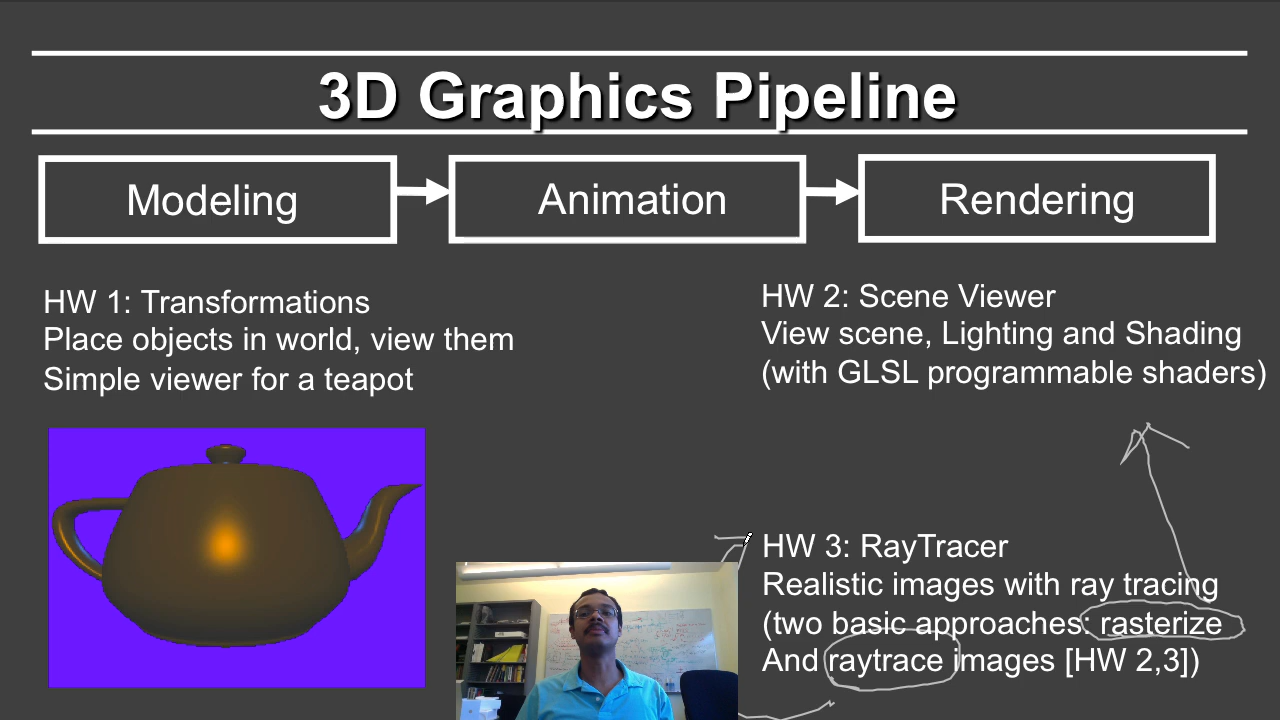 3D Graphics Pipeline
Modeling
Animation
Rendering
HW 1: Transformations
Place objects in world, view them
Simple viewer for a teapot
HW 2: Scene Viewer
View scene, Lighting and Shading
(with GLSL programmable shaders)
HW 3: RayTracer
Realistic images with ray tracing
(two basic approaches: rasterize
And raytrace images [HW 2,3])